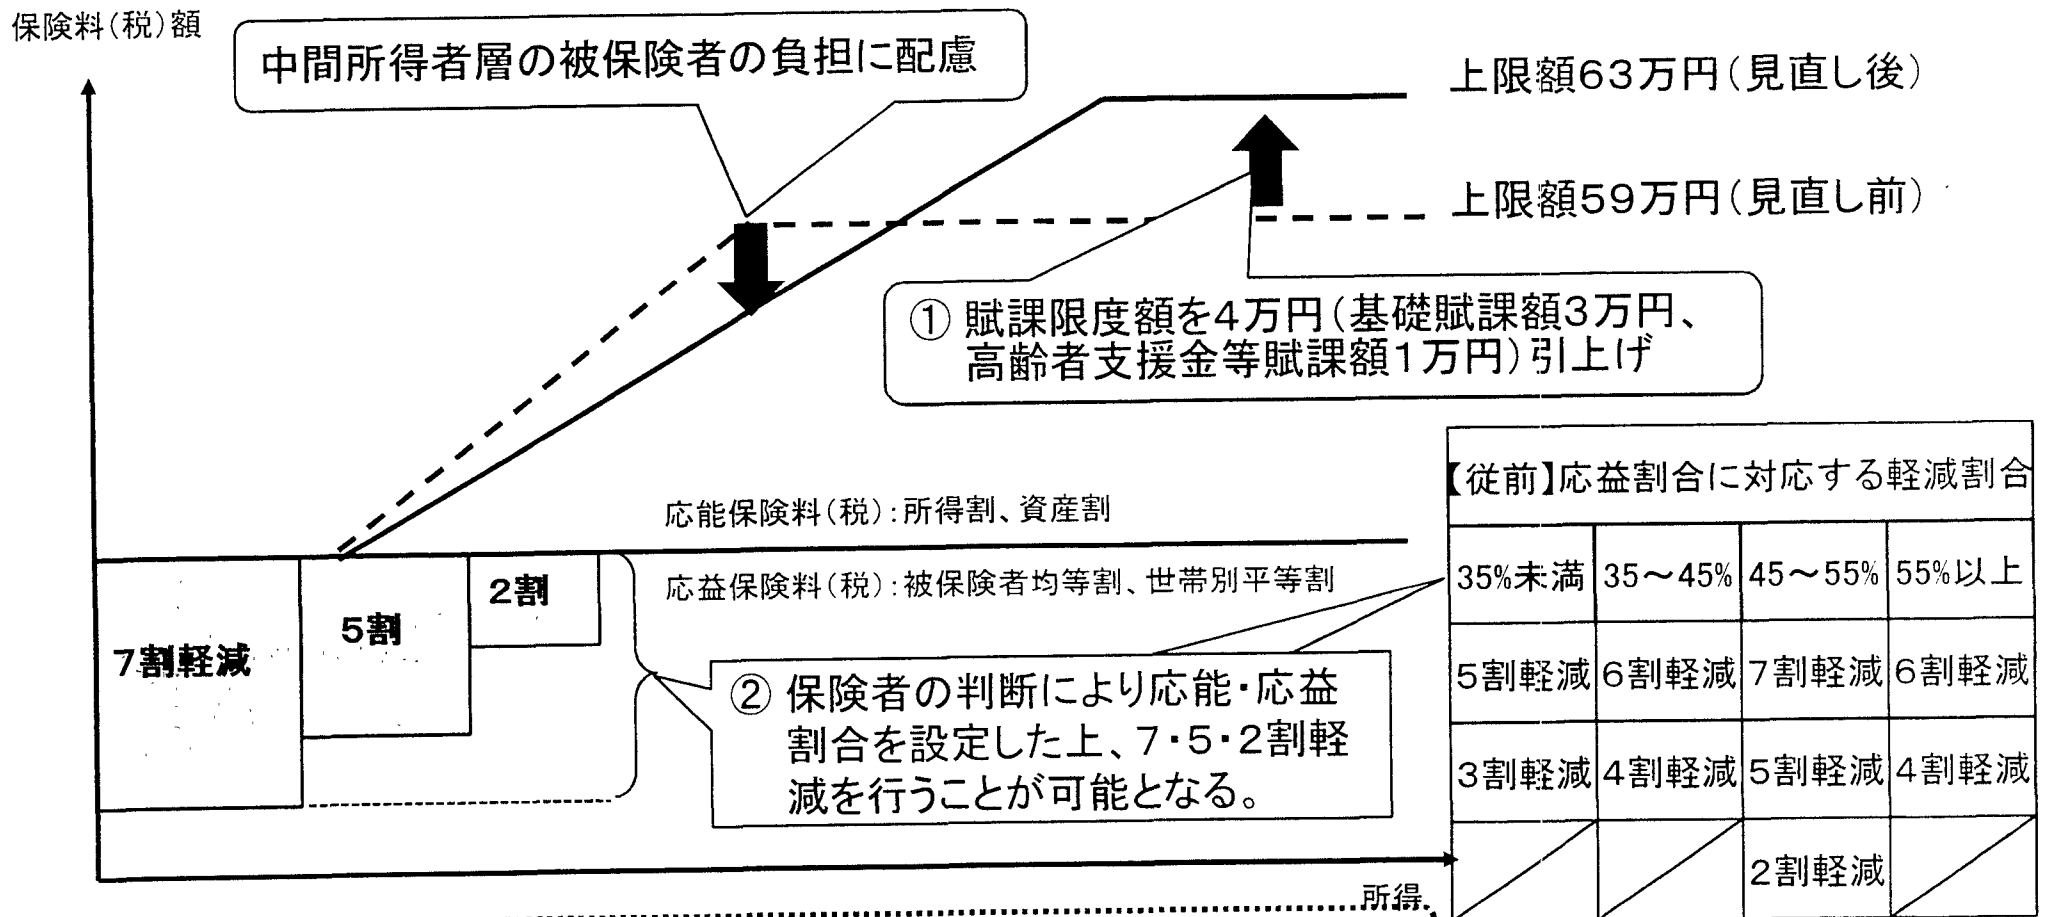 保険料(税)額
中間所得者層の被保険者の負担に配慮
上限額63万円(見直し後)
上限額59万円(見直し前)
① 賦課限度額を4万円(基礎賦課額3万円、
高齢者支援金等賦課額1万円)引上げ
応能保険料(税):所得割、資産割
応益保険料(税):被保険者均等割、世帯別平等割
7割軽減
5割
2割
② 保険者の判断により応能・応益
割合を設定した上、7・5・2割軽
減を行うことが可能となる。
所得
【従前】応益割合に対応する軽減割合
35%未満 35～45% 45～55% 55%以上
5割軽減 6割軽減 7割軽減 6割軽減
3割軽減 4割軽減 5割軽減 4割軽減
2割軽減